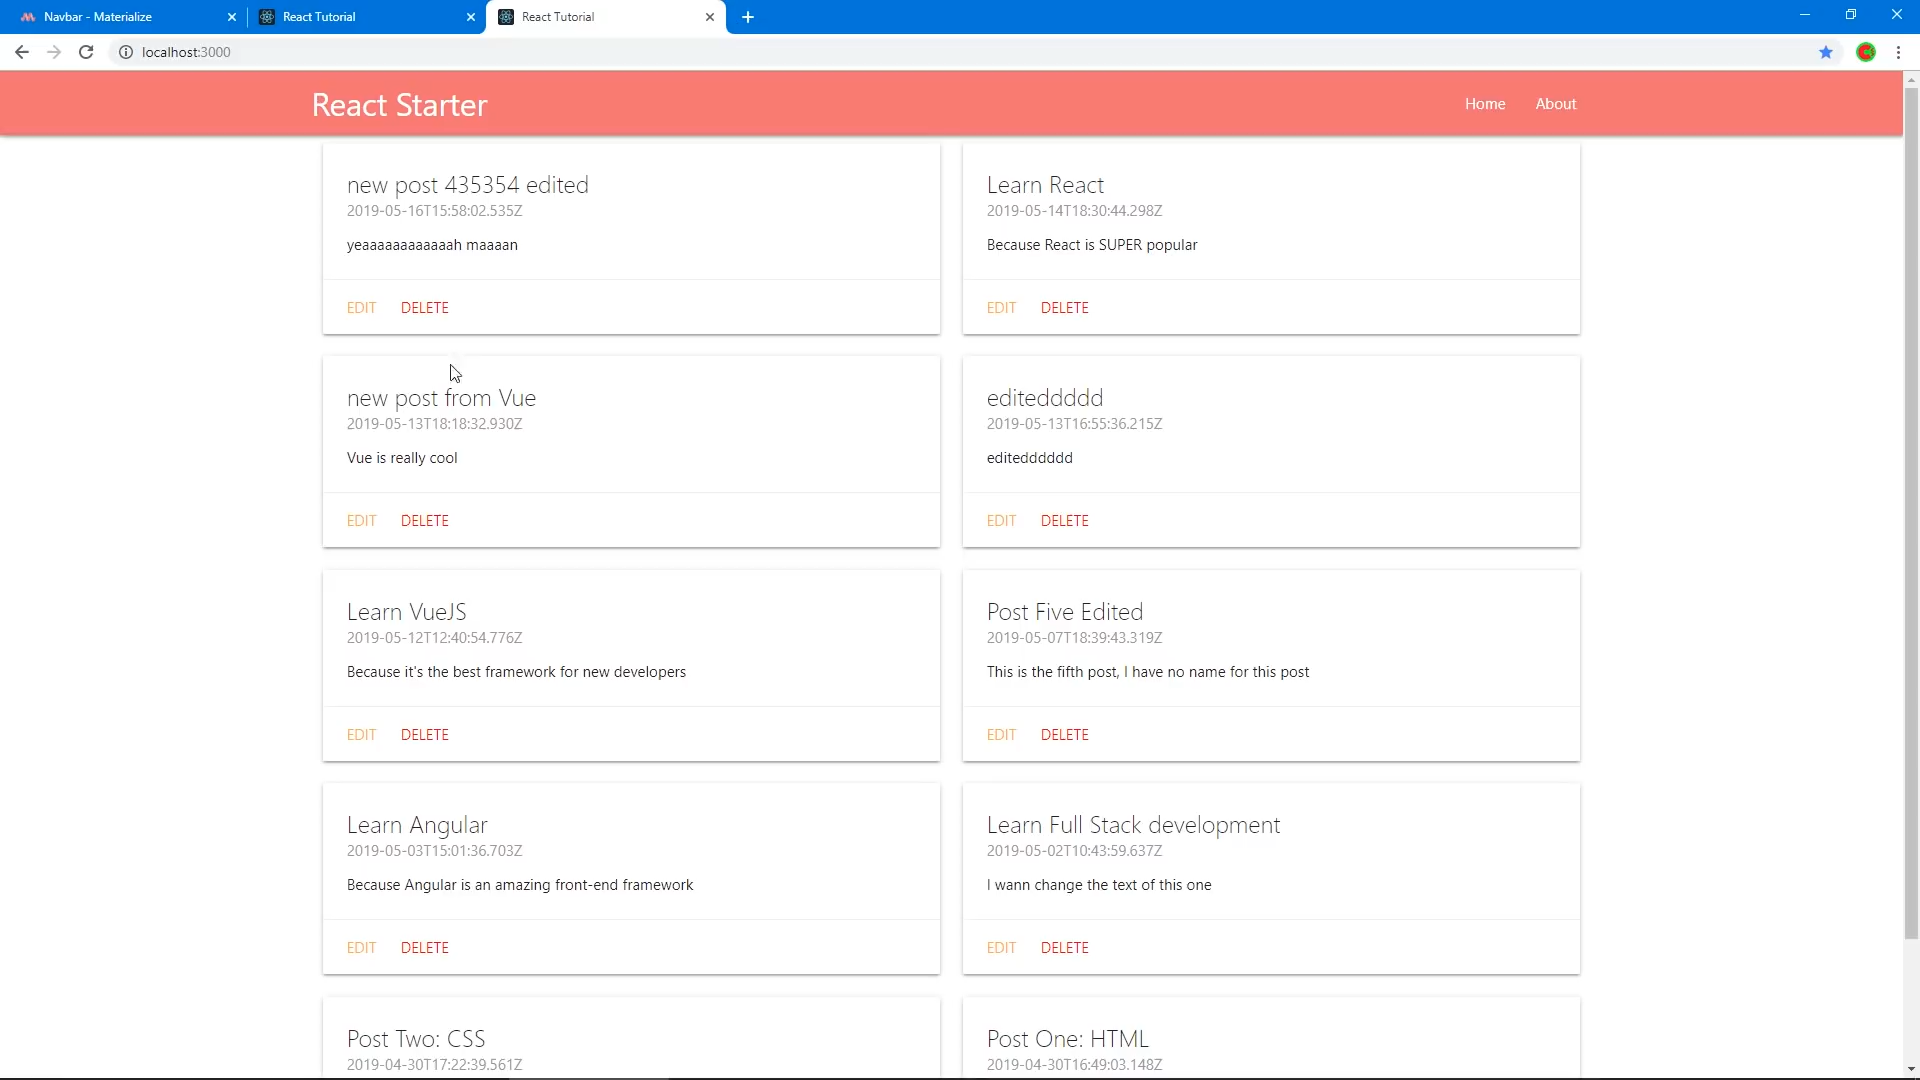 Navbar - Materialize
React Tutorial
React Tutorial
localhost:3000
React Starter
Home
About
new post 435354 edited
2019-05-16T15:58:02.535Z
yeaaaaaaaaaaaah maaaan
EDIT DELETE
Learn React
2019-05-14T18:30:44.298Z
Because React is SUPER popular
EDIT DELETE
new post from Vue
2019-05-13T18:18:32.930Z
Vue is really cool
EDIT DELETE
editeddddd
2019-05-13T16:55:36.215Z
editedddddd
EDIT DELETE
Learn VueJS
2019-05-12T12:40:54.776Z
Because it's the best framework for new developers
EDIT DELETE
Post Five Edited
2019-05-07T18:39:43.319Z
This is the fifth post, I have no name for this post
EDIT DELETE
Learn Angular
2019-05-03T15:01:36.703Z
Because Angular is an amazing front-end framework
EDIT DELETE
Learn Full Stack development
2019-05-02T10:43:59.637Z
I wann change the text of this one
EDIT DELETE
Post Two: CSS
2019-04-30T17:22:39.561Z
Post One: HTML
2019-04-30T16:49:03.148Z